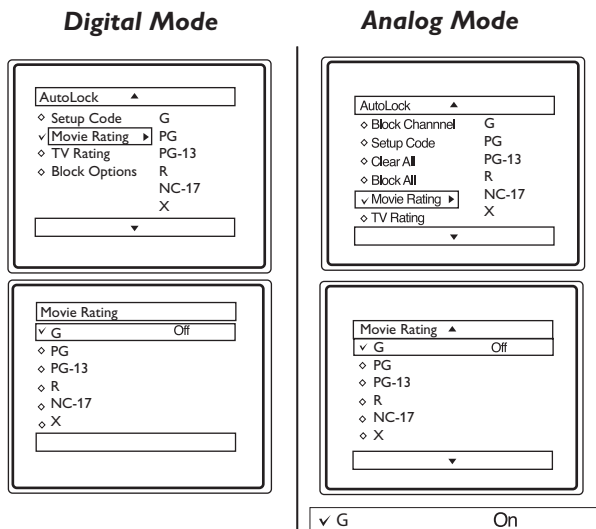 Digital Mode
AutoLock
Setup Code G
Movie Rating PG
TV Rating PG-13
Block Options R
NC-17
X
Movie Rating
G Off
PG
PG-13
R
NC-17
X
Analog Mode
AutoLock
Block Channnel G
Setup Code PG
Clear All PG-13
Block All R
Movie Rating NC-17
TV Rating X
Movie Rating
G Off
PG
PG-13
R
NC-17
X
G On